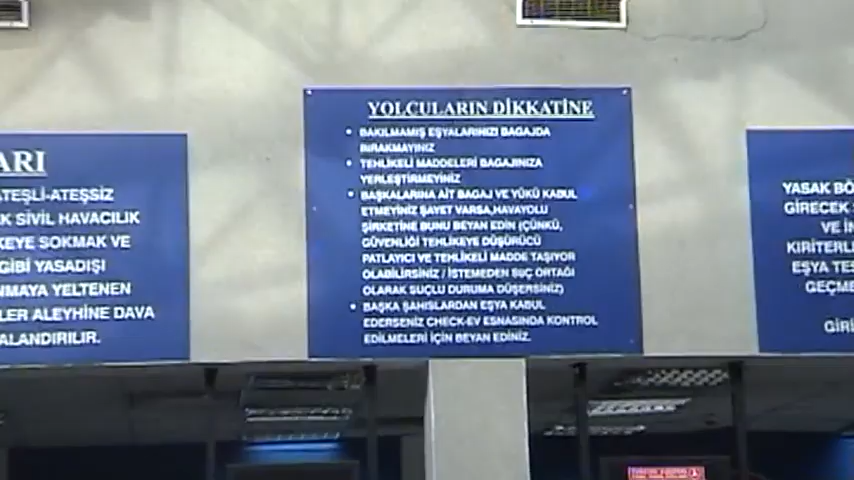 ARI
ATEŞLİ-ATEŞSİZ
EK SİVİL HAVACILIK
KEYE SOKMAK VE
GİBİ YASADIŞI
NMAYA YELTENEN
LER ALEYHİNE DAVA
ALANDIRILIR.
YOLCULARIN DİKKATİNE
• BAKILMAMIŞ EŞYALARINIZI BAGAJDA
BIRAKMAYINIZ
• TEHLİKELİ MADDELERİ BAGAJINIZA
YERLEŞTİRMEYİNİZ
• BAŞKALARINA AİT BAGAJ VE YÜKÜ KABUL
ETMEYİNİZ ŞAYET VARSA,HAVAYOLU
ŞİRKETİNE BUNU BEYAN EDİN (ÇÜNKÜ,
GÜVENLİĞİ TEHLİKEYE DÜŞÜRÜCÜ
PATLAYICI VE TEHLİKELİ MADDE TAŞIYOR
OLABİLİRSİNİZ / İSTEMEDEN SUÇ ORTAĞI
OLARAK SUÇLU DURUMA DÜŞERSİNİZ)
• BAŞKA ŞAHISLARDAN EŞYA KABUL
EDERSENİZ CHECK-EV ESNASINDA KONTROL
EDİLMELERİ İÇİN BEYAN EDİNİZ.
YASAK BÖ
GİRECEK
VE İN
KRİTERL
EŞYA TES
GEÇME
GİRİ